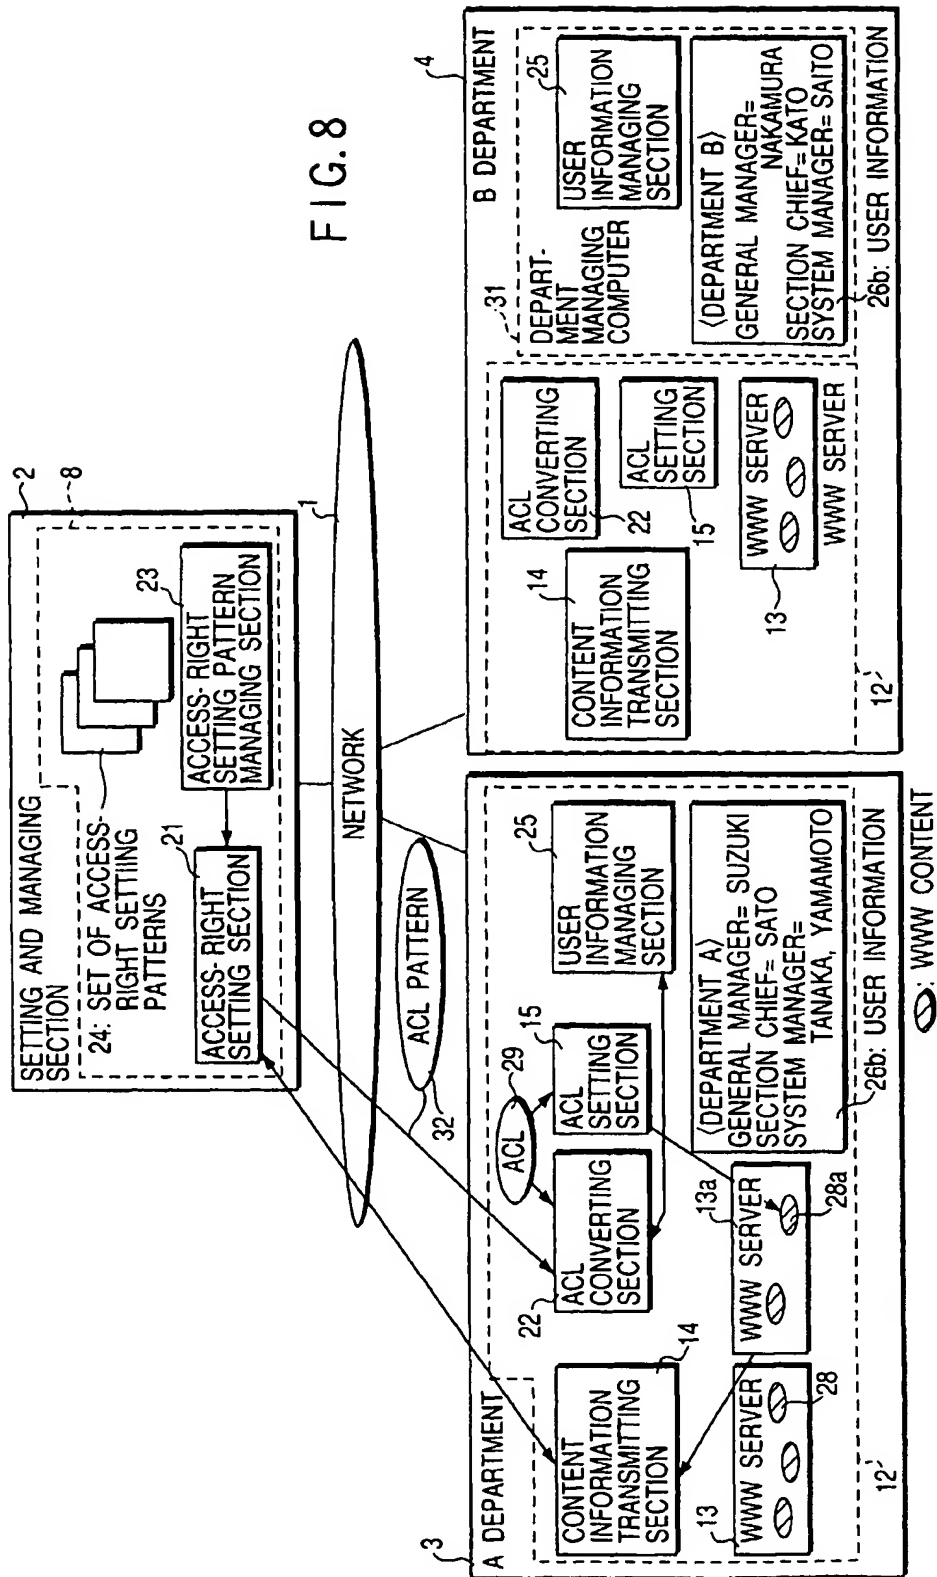 FIG.8
SETTING AND MANAGING
SECTION
2
8
24: SET OF ACCESS-
RIGHT SETTING
PATTERNS
21
ACCESS-RIGHT
SETTING SECTION
23
ACCESS-RIGHT
SETTING PATTERN
MANAGING SECTION
1
NETWORK
ACL PATTERN
32
3
A DEPARTMENT
CONTENT
INFORMATION
TRANSMITTING
SECTION
14
22
ACL
CONVERTING
SECTION
ACL
29
15
ACL
SETTING
SECTION
25
USER
INFORMATION
MANAGING
SECTION
13
WWW SERVER
28
13a
WWW SERVER
28a
〈DEPARTMENT A〉
GENERAL MANAGER= SUZUKI
SECTION CHIEF= SATO
SYSTEM MANAGER=
TANAKA, YAMAMOTO
26b: USER INFORMATION
12'
4
B DEPARTMENT
14
CONTENT
INFORMATION
TRANSMITTING
SECTION
ACL
CONVERTING
SECTION
22
ACL
SETTING
SECTION
15
13
WWW SERVER
WWW SERVER
12'
31
DEPART-
MENT
MANAGING
COMPUTER
25
USER
INFORMATION
MANAGING
SECTION
〈DEPARTMENT B〉
GENERAL MANAGER=
NAKAMURA
SECTION CHIEF=KATO
SYSTEM MANAGER=SAITO
26b: USER INFORMATION
: WWW CONTENT